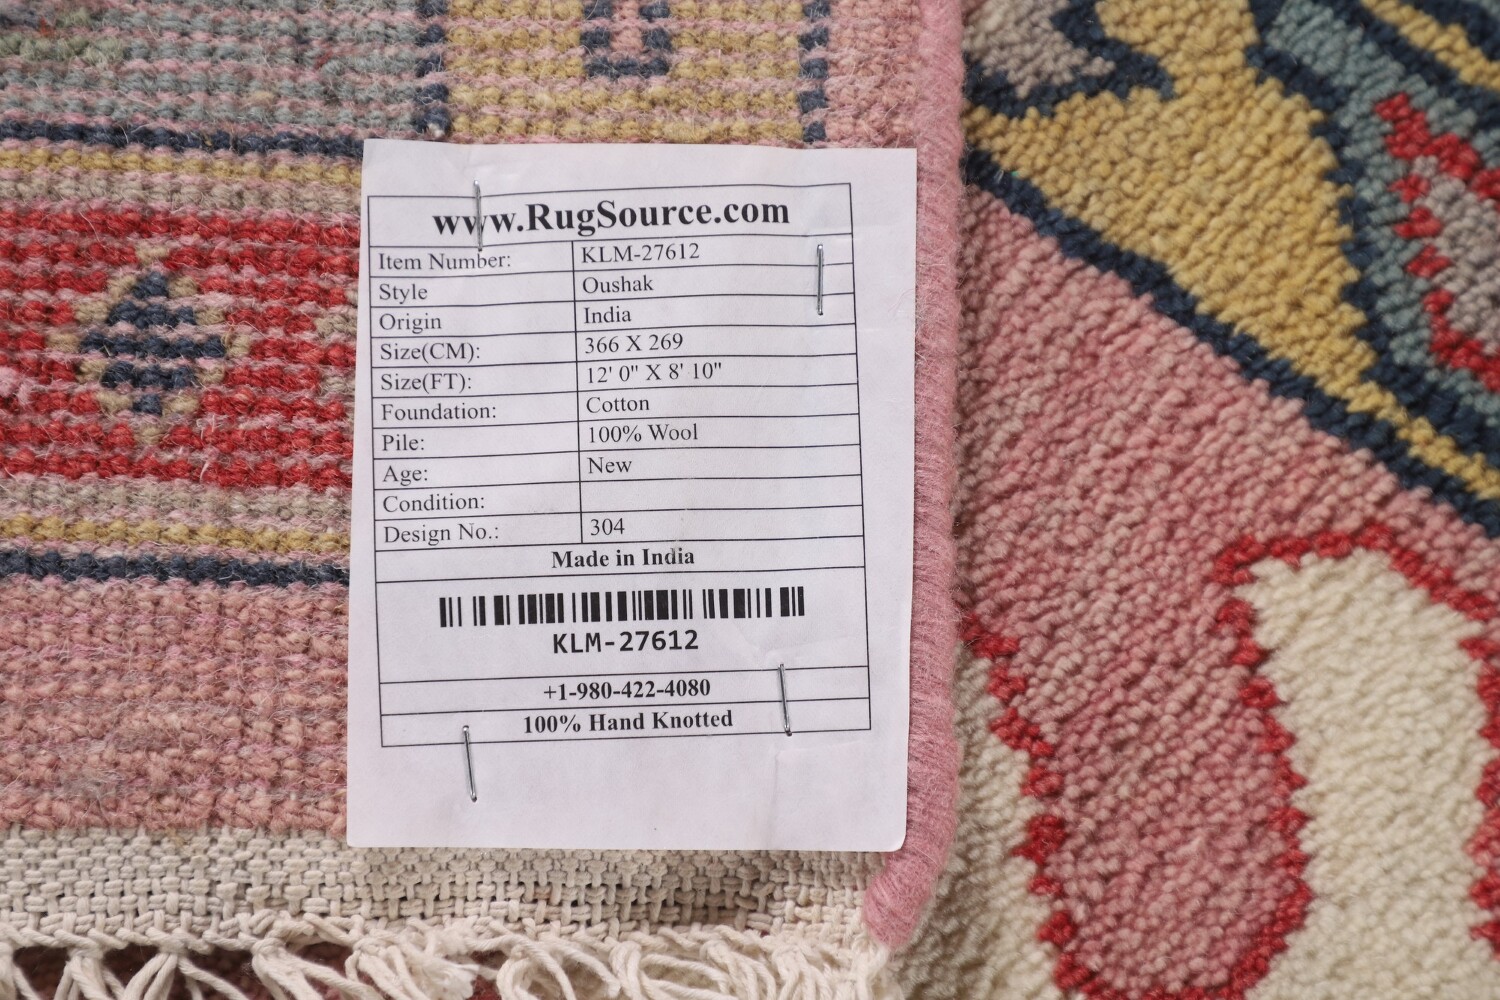 www.RugSource.com
Item Number: KLM-27612
Style Oushak
Origin India
Size(CM): 366 X 269
Size(FT): 12' 0" X 8' 10"
Foundation: Cotton
Pile: 100% Wool
Age: New
Condition:
Design No.: 304
Made in India
KLM-27612
+1-980-422-4080
100% Hand Knotted